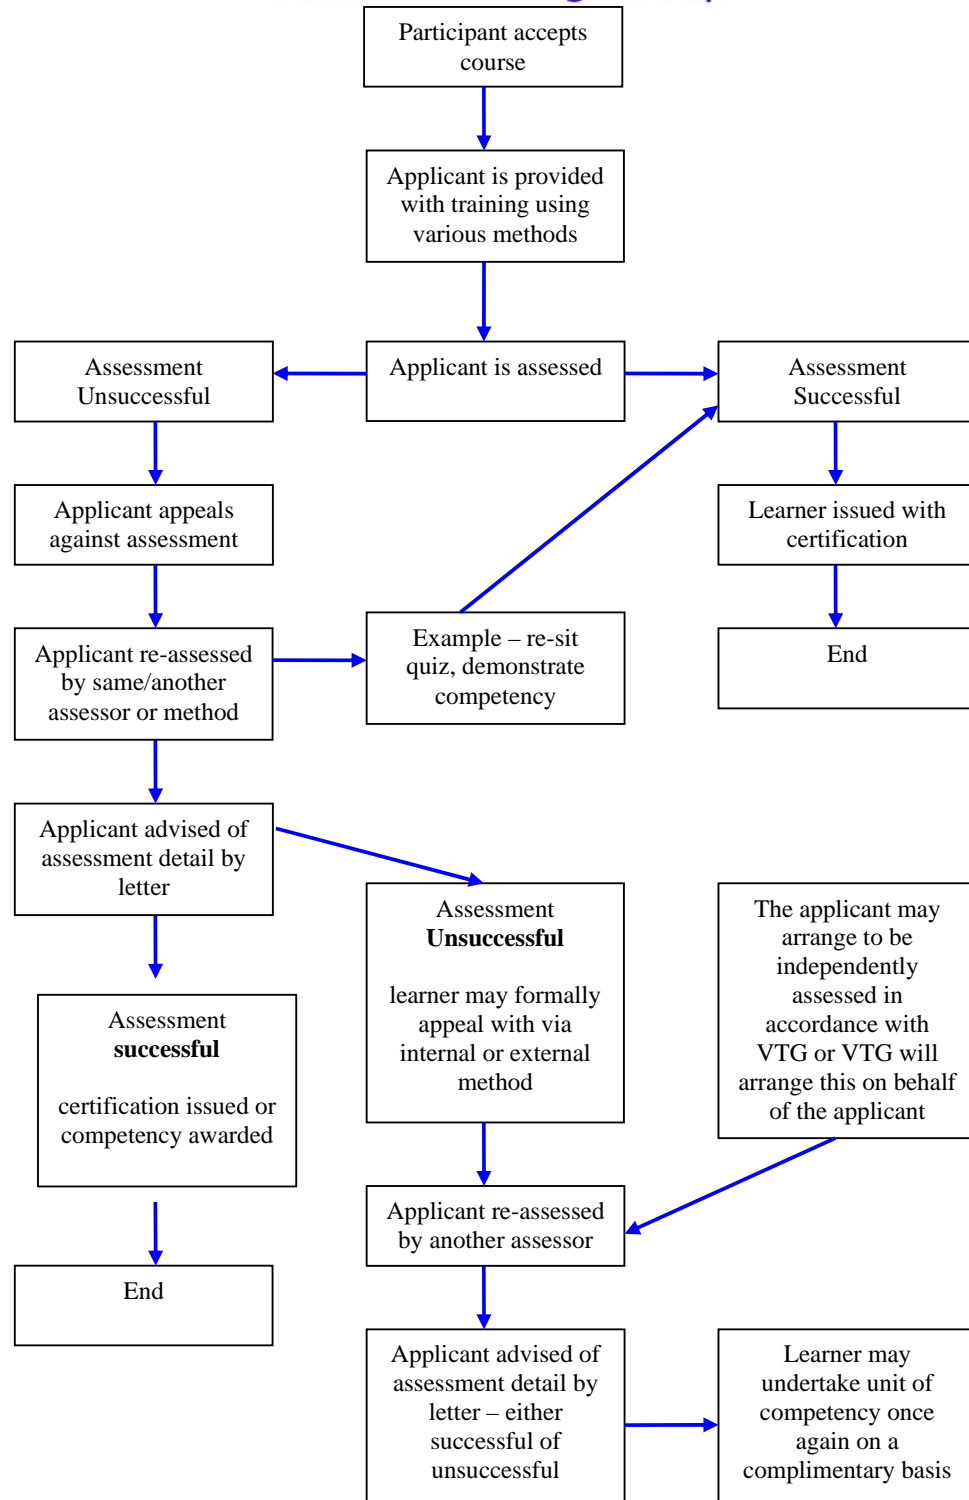 Participant accepts
course
Applicant is provided
with training using
various methods
Assessment
Unsuccessful
Applicant is assessed
Assessment
Successful
Applicant appeals
against assessment
Learner issued with
certification
Applicant re-assessed
by same/another
assessor or method
Example – re-sit
quiz, demonstrate
competency
End
Applicant advised of
assessment detail by
letter
Assessment
Unsuccessful
learner may formally
appeal with via
internal or external
method
The applicant may
arrange to be
independently
assessed in
accordance with
VTG or VTG will
arrange this on behalf
of the applicant
Assessment
successful
certification issued or
competency awarded
Applicant re-assessed
by another assessor
End
Applicant advised of
assessment detail by
letter – either
successful of
unsuccessful
Learner may
undertake unit of
competency once
again on a
complimentary basis